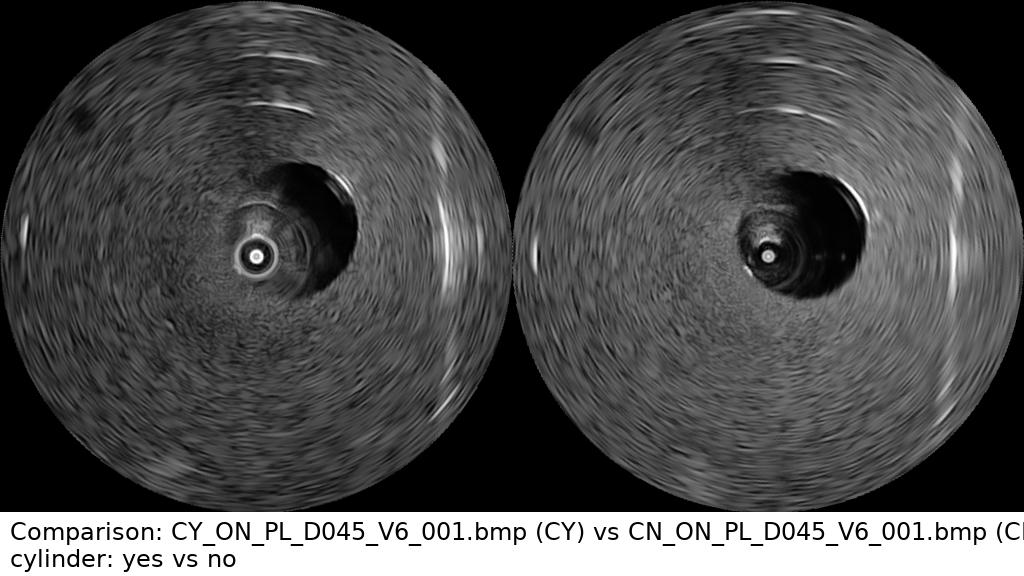 Comparison: CY_ON_PL_D045_V6_001.bmp (CY) vs CN_ON_PL_D045_V6_001.bmp (C
cylinder: yes vs no